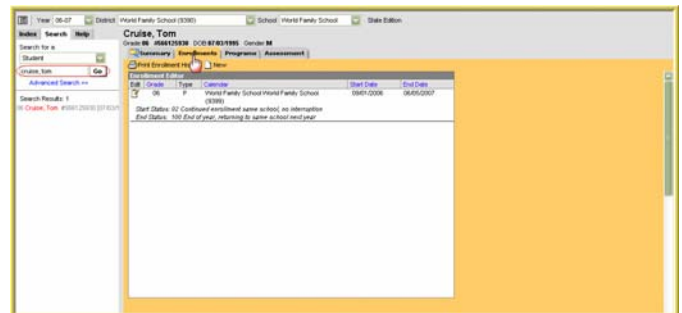 Year 06-07 District World Family School (9390) School World Family School State Edition
Index Search Help
Cruise, Tom
Grade 06 #566125930 DOB 07/03/1995 Gender M
Summary Enrollments Programs Assessment
Search for a
Student
cruise, tom Go
Advanced Search >>
Search Results: 1
Cruise, Tom
Print Enrollment New
Enrollment Editor
Edit Grade Type Calendar Start Date End Date
06 P World Family School World Family School 09/01/2006 06/05/2007
Start Status: 02 Continued enrollment same school, no interruption
End Status: 100 End of year, returning to same school next year